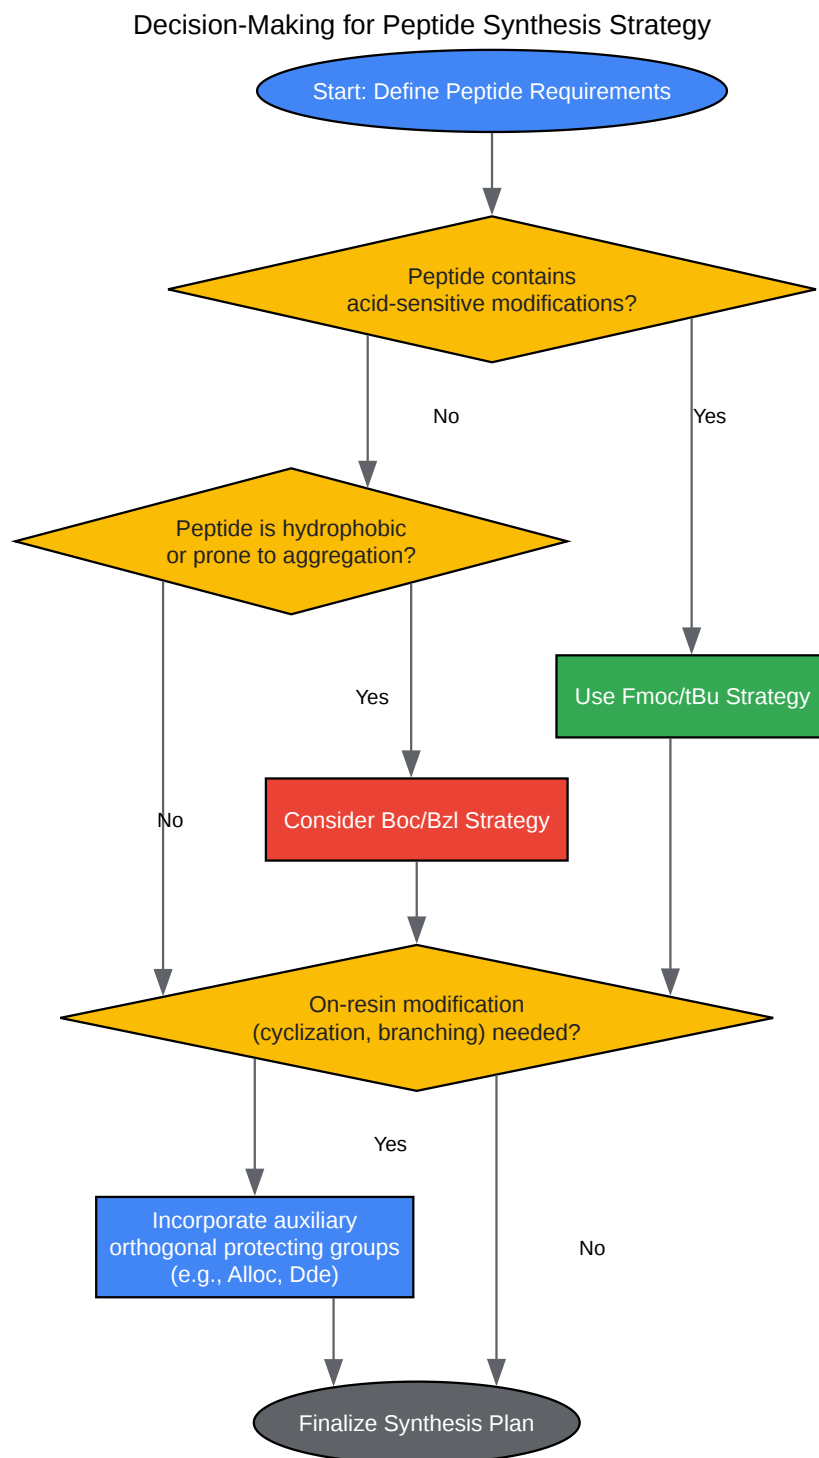 Decision-Making for Peptide Synthesis Strategy
Start: Define Peptide Requirements
Peptide contains
acid-sensitive modifications?
No
Yes
Peptide is hydrophobic
or prone to aggregation?
Yes
Use Fmoc/tBu Strategy
No
Consider Boc/Bzl Strategy
On-resin modification
(cyclization, branching) needed?
Yes
Incorporate auxiliary
orthogonal protecting groups
(e.g., Alloc, Dde)
No
Finalize Synthesis Plan